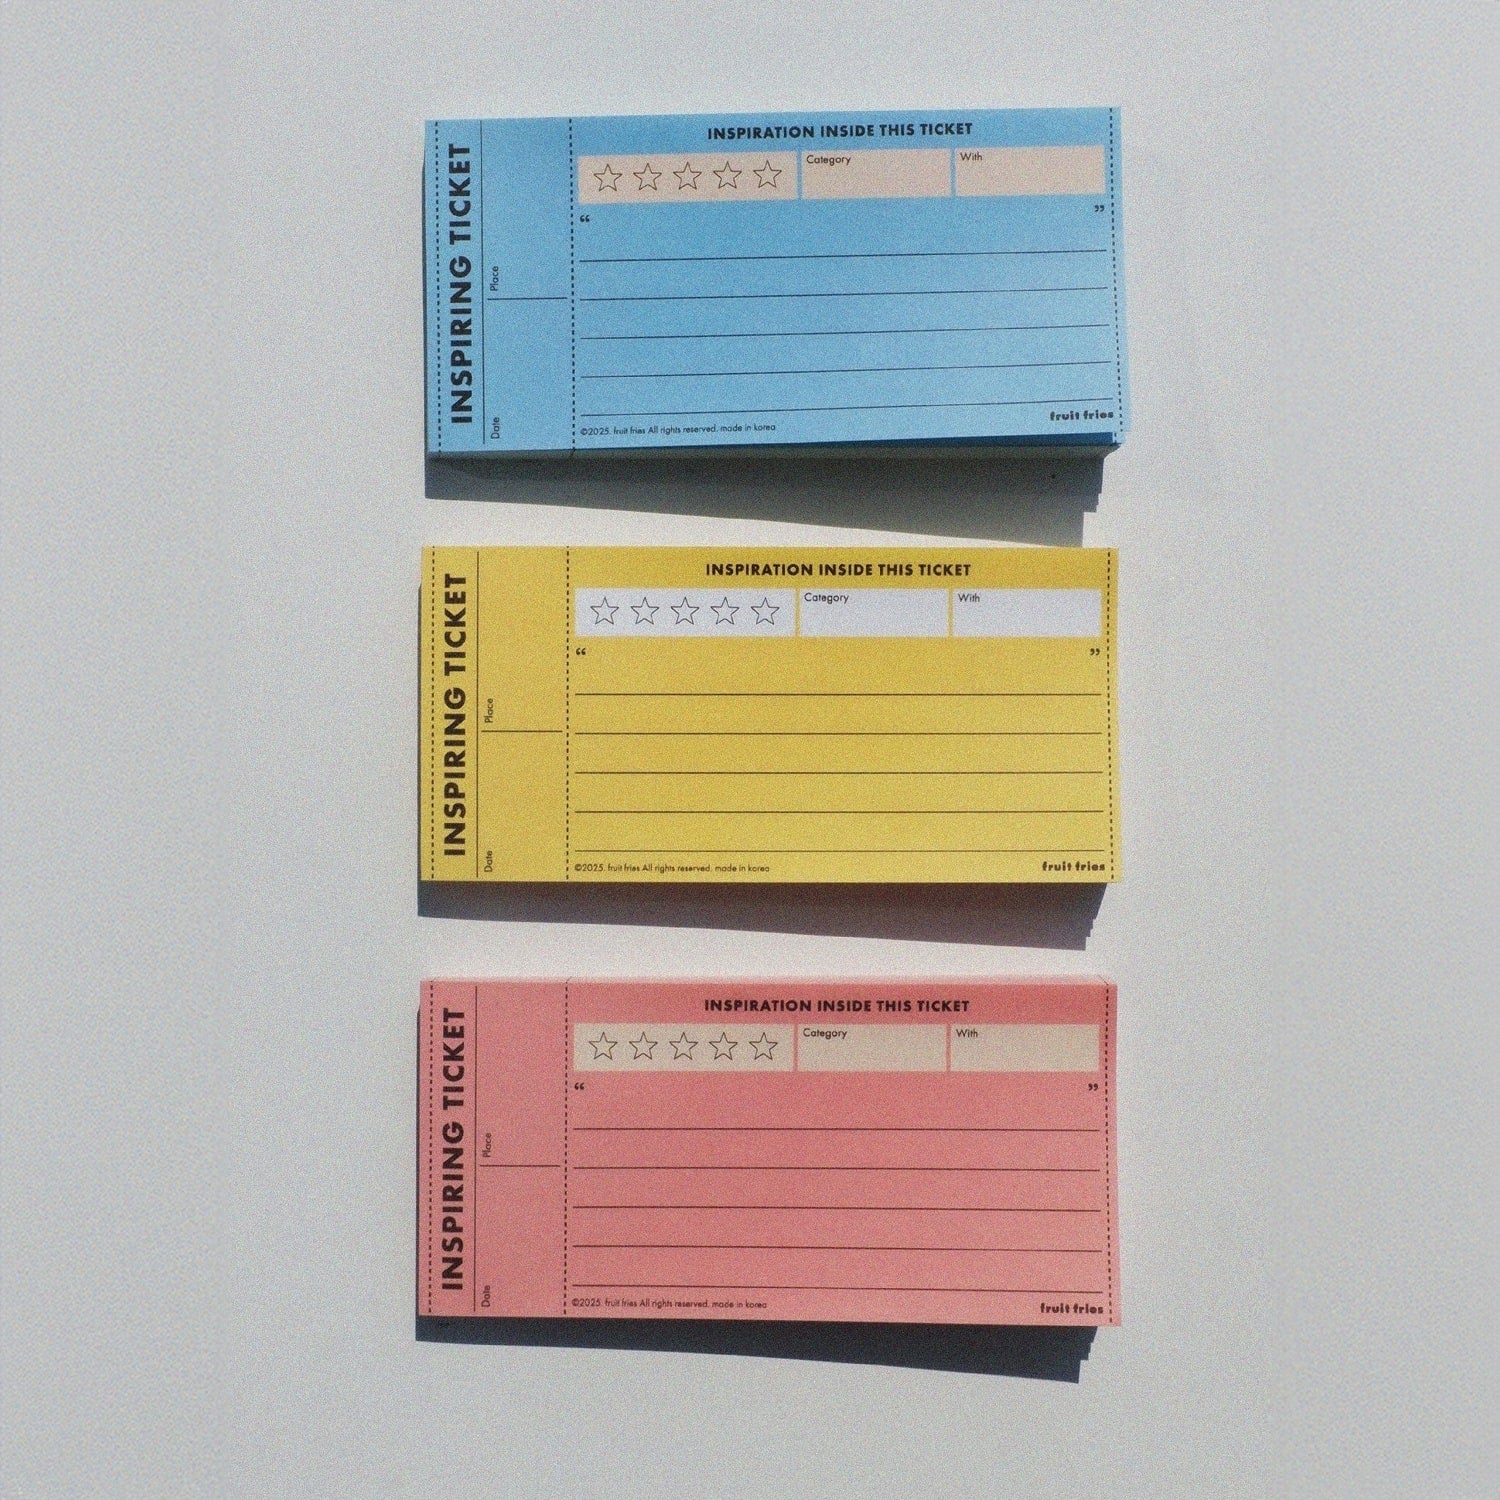 INSPIRING TICKET
Place
Date
INSPIRATION INSIDE THIS TICKET
Category
With
“ ”
©2025. fruit fries All rights reserved. made in korea
fruit fries
INSPIRING TICKET
Place
Date
INSPIRATION INSIDE THIS TICKET
Category
With
“ ”
©2025. fruit fries All rights reserved. made in korea
fruit fries
INSPIRING TICKET
Place
Date
INSPIRATION INSIDE THIS TICKET
Category
With
“ ”
©2025. fruit fries All rights reserved. made in korea
fruit fries